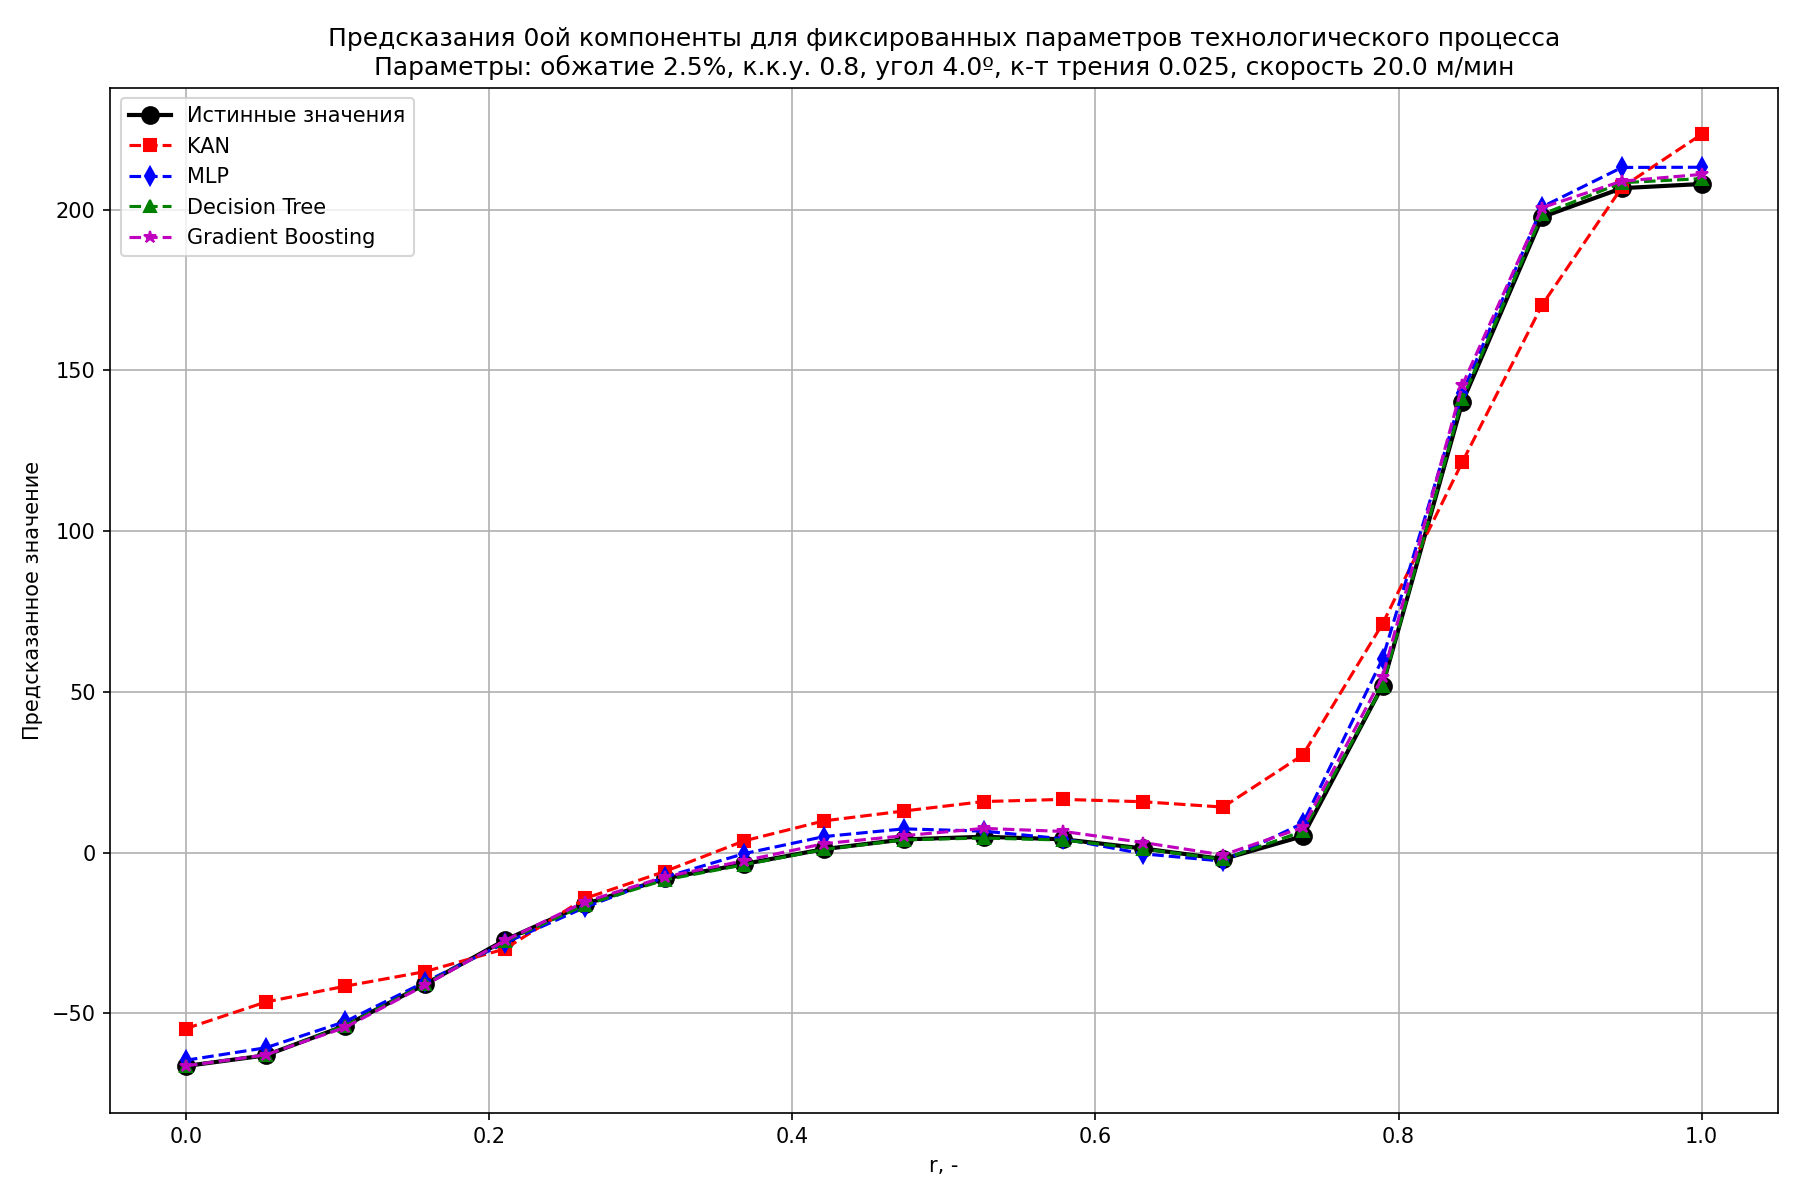 Предсказания 0ой компоненты для фиксированных параметров технологического процесса
Параметры: обжатие 2.5%, к.к.у. 0.8, угол 4.0º, к-т трения 0.025, скорость 20.0 м/мин
Истинные значения
KAN
MLP
Decision Tree
Gradient Boosting
Предсказанное значение
200
150
100
50
0
−50
0.0
0.2
0.4
0.6
0.8
1.0
r, -